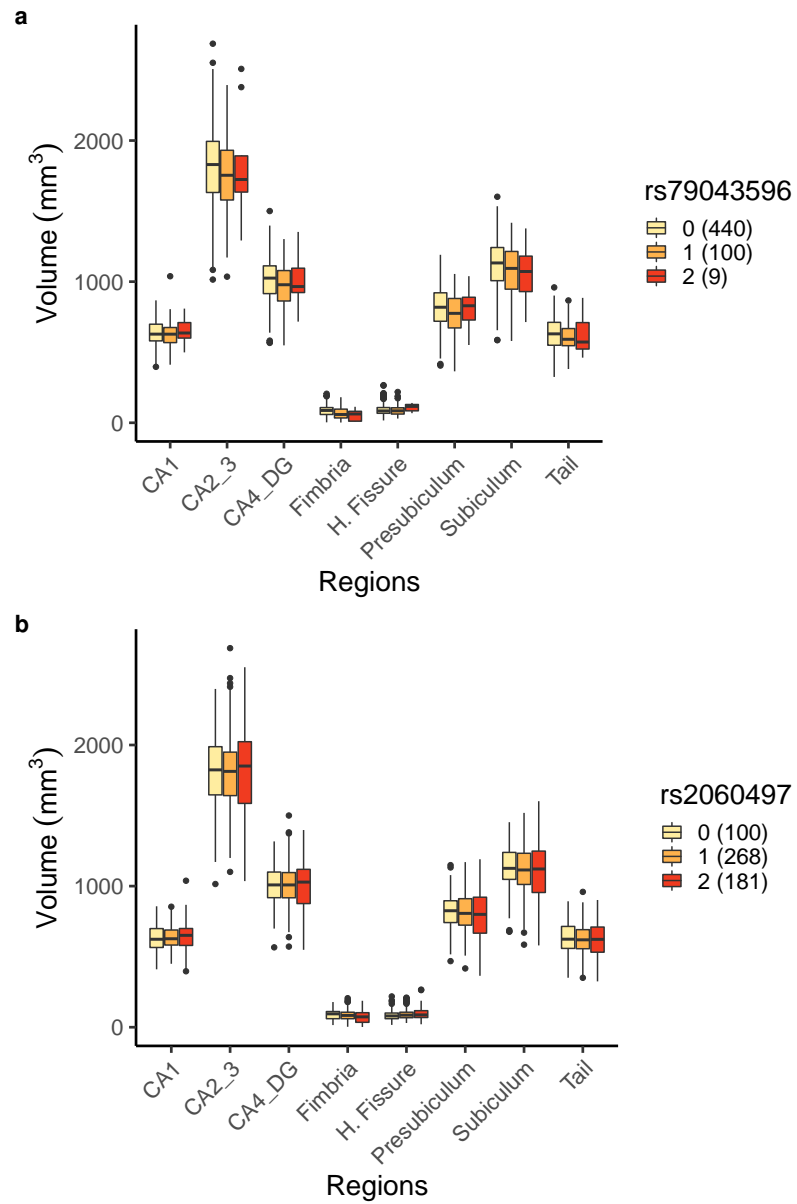 a
Volume (mm³)
2000
1000
0
CA1
CA2_3
CA4_DG
Fimbria
H. Fissure
Presubiculum
Subiculum
Tail
Regions
rs79043596
0 (440)
1 (100)
2 (9)
b
Volume (mm³)
2000
1000
0
CA1
CA2_3
CA4_DG
Fimbria
H. Fissure
Presubiculum
Subiculum
Tail
Regions
rs2060497
0 (100)
1 (268)
2 (181)